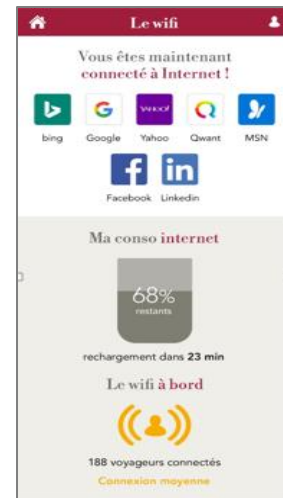 Le wifi
Vous êtes maintenant
connecté à Internet !
YAHOO!
bing Google Yahoo Qwant MSN
Facebook Linkedin
Ma conso internet
68%
restants
rechargement dans 23 min
Le wifi à bord
188 voyageurs connectés
Connexion moyenne